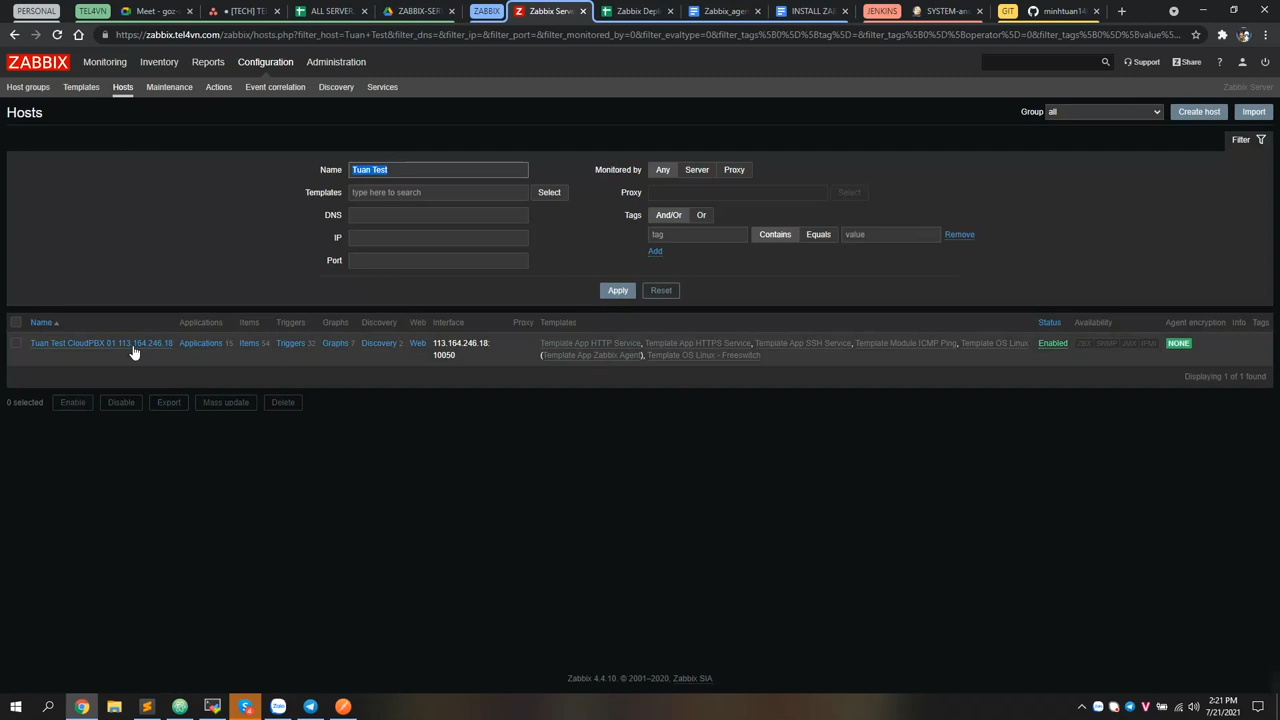 PERSONAL TEL4VN Meet - goz- [TECH] TE ALL SERVER ZABBIX-SER ZABBIX Zabbix Serve Zabbix Depl Zabbix_age INSTALL ZA JENKINS SYSTEM-an GIT minhtuan14
https://zabbix.tel4vn.com/zabbix/hosts.php?filter_host=Tuan+Test&filter_dns=&filter_ip=&filter_port=&filter_monitored_by=0&filter_evaltype=0&filter_tags%5B0%5D%5Btag%5D=&filter_tags%5B0%5D%5Boperator%5D=0&filter_tags%5B0%5D%5Bvalue%5...
ZABBIX Monitoring Inventory Reports Configuration Administration Support Share ?
Host groups Templates Hosts Maintenance Actions Event correlation Discovery Services Zabbix Server
Hosts Group all Create host Import
Filter
Name Tuan Test Monitored by Any Server Proxy
Templates type here to search Select Proxy Select
DNS Tags And/Or Or
IP tag Contains Equals value Remove
Add
Port
Apply Reset
Name Applications Items Triggers Graphs Discovery Web Interface Proxy Templates Status Availability Agent encryption Info Tags
Tuan Test CloudPBX 01 113.164.246.18 Applications 15 Items 54 Triggers 32 Graphs 7 Discovery 2 Web 113.164.246.18: Template App HTTP Service, Template App HTTPS Service, Template App SSH Service, Template Module ICMP Ping, Template OS Linux Enabled ZBX SNMP JMX IPMI NONE
10050 (Template App Zabbix Agent), Template OS Linux - Freeswitch
Displaying 1 of 1 found
0 selected Enable Disable Export Mass update Delete
Zabbix 4.4.10. © 2001–2020, Zabbix SIA
2:21 PM
7/21/2021